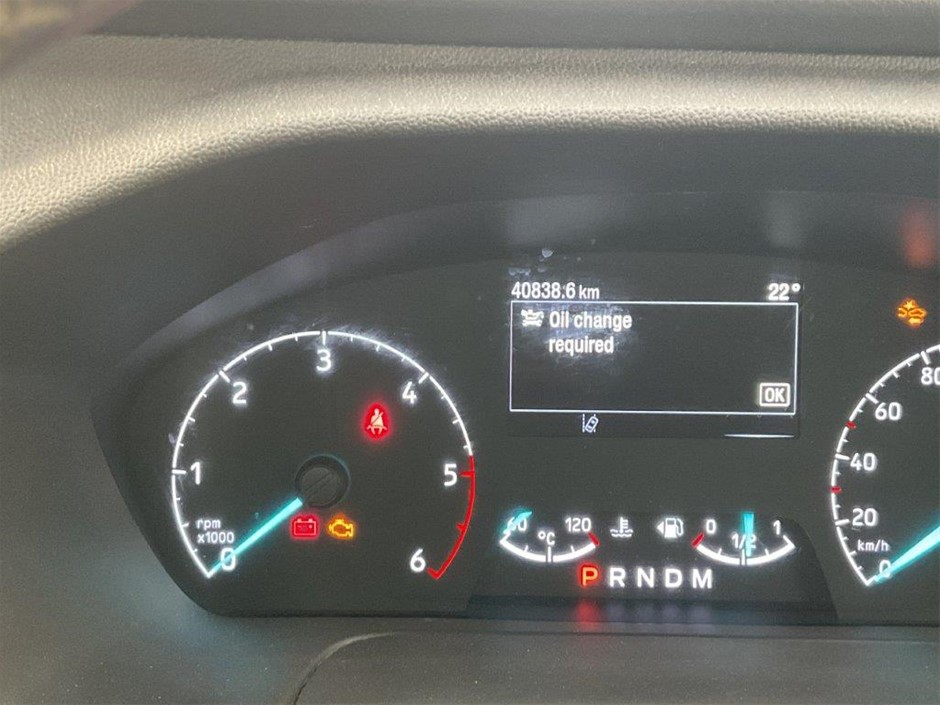 40838.6 km 22°
Oil change
required
OK
0
1
2
3
4
5
6
rpm
x1000
60 120
°C
0 1/2 1
P R N D M
80
60
40
20
0
km/h